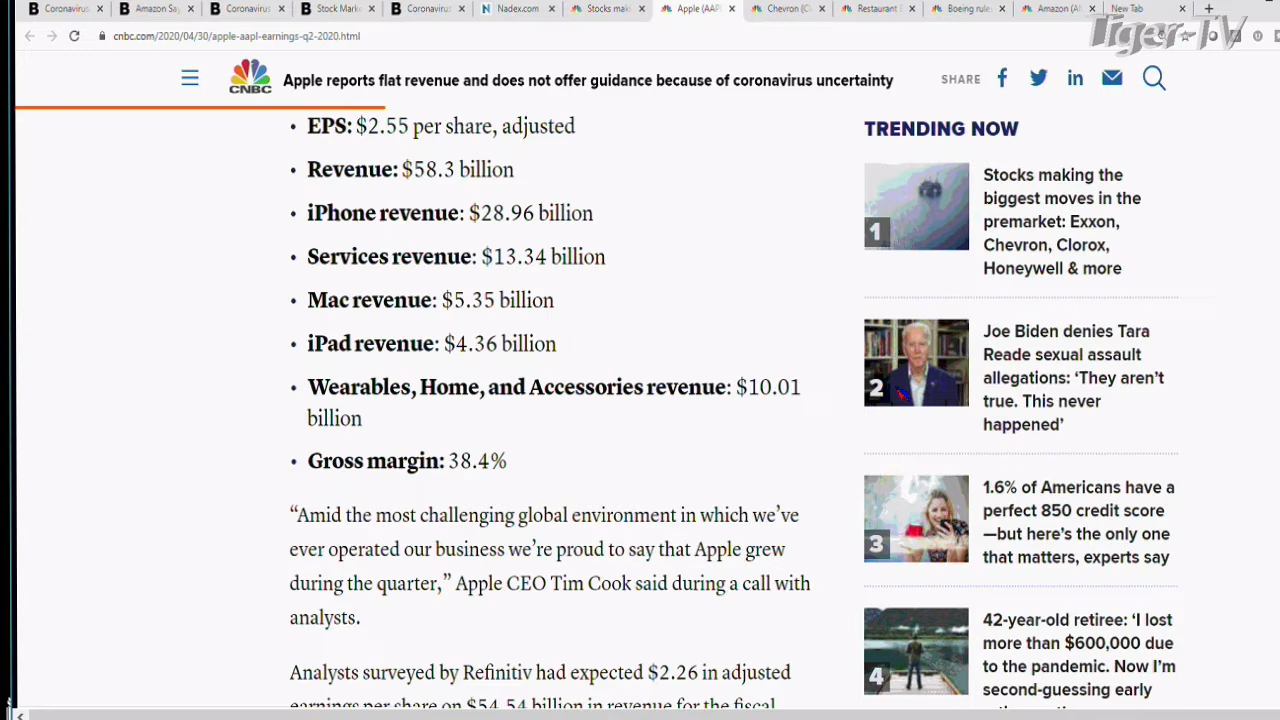 Coronavirus
Amazon Say
Coronavirus
Stock Marke
Coronavirus
Nadex.com
Stocks mak
Apple (AAP
Chevron (C
Restaurant
Boeing rule
Amazon (A
New Tab
cnbc.com/2020/04/30/apple-aapl-earnings-q2-2020.html
Tiger-TV
CNBC
Apple reports flat revenue and does not offer guidance because of coronavirus uncertainty
SHARE
• EPS: $2.55 per share, adjusted
• Revenue: $58.3 billion
• iPhone revenue: $28.96 billion
• Services revenue: $13.34 billion
• Mac revenue: $5.35 billion
• iPad revenue: $4.36 billion
• Wearables, Home, and Accessories revenue: $10.01
billion
• Gross margin: 38.4%
“Amid the most challenging global environment in which we’ve
ever operated our business we’re proud to say that Apple grew
during the quarter,” Apple CEO Tim Cook said during a call with
analysts.
Analysts surveyed by Refinitiv had expected $2.26 in adjusted
earnings per share on $54.54 billion in revenue for the fiscal
TRENDING NOW
1
Stocks making the
biggest moves in the
premarket: Exxon,
Chevron, Clorox,
Honeywell & more
2
Joe Biden denies Tara
Reade sexual assault
allegations: ‘They aren’t
true. This never
happened’
3
1.6% of Americans have a
perfect 850 credit score
—but here’s the only one
that matters, experts say
4
42-year-old retiree: ‘I lost
more than $600,000 due
to the pandemic. Now I’m
second-guessing early